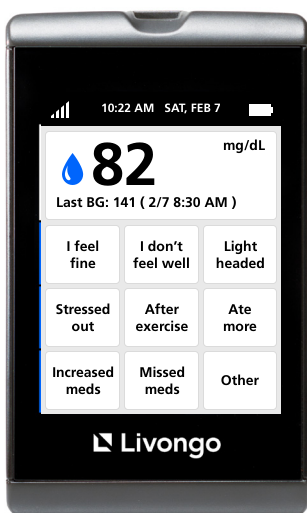 10:22 AM SAT, FEB 7
82 mg/dL
Last BG: 141 ( 2/7 8:30 AM )
I feel
fine
I don't
feel well
Light
headed
Stressed
out
After
exercise
Ate
more
Increased
meds
Missed
meds
Other
Livongo